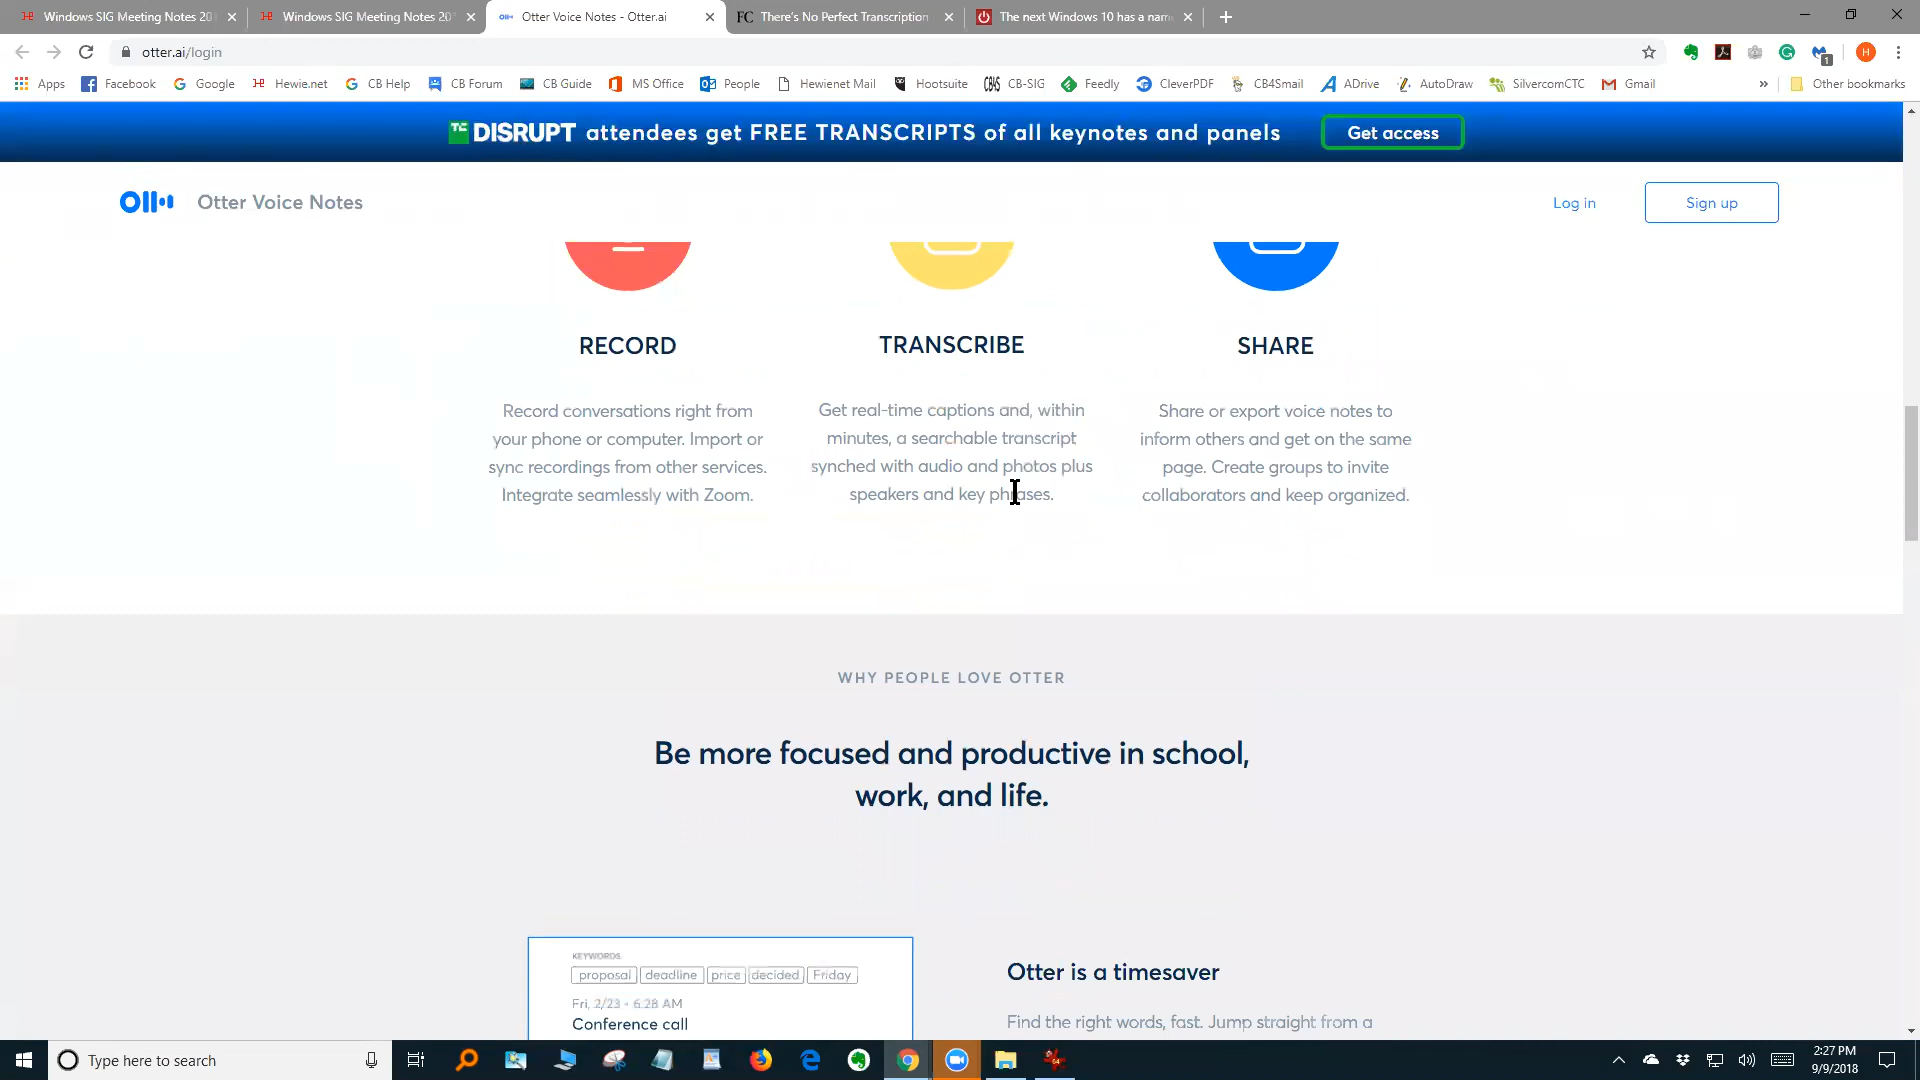 Windows SIG Meeting Notes 20
Windows SIG Meeting Notes 20
Otter Voice Notes - Otter.ai
FC There's No Perfect Transcription
The next Windows 10 has a nam
otter.ai/login
1
H
Apps
Facebook
Google
Hewie.net
CB Help
CB Forum
CB Guide
MS Office
People
Hewienet Mail
Hootsuite
CB-SIG
Feedly
CleverPDF
CB4Smail
ADrive
AutoDraw
SilvercomCTC
Gmail
»
Other bookmarks
TC DISRUPT attendees get FREE TRANSCRIPTS of all keynotes and panels
Get access
Otter Voice Notes
Log in
Sign up
RECORD
Record conversations right from
your phone or computer. Import or
sync recordings from other services.
Integrate seamlessly with Zoom.
TRANSCRIBE
Get real-time captions and, within
minutes, a searchable transcript
synched with audio and photos plus
speakers and key phrases.
SHARE
Share or export voice notes to
inform others and get on the same
page. Create groups to invite
collaborators and keep organized.
WHY PEOPLE LOVE OTTER
Be more focused and productive in school,
work, and life.
KEYWORDS
proposal deadline price decided Friday
Fri, 2/23 • 6:28 AM
Conference call
Otter is a timesaver
Find the right words, fast. Jump straight from a
Type here to search
2:27 PM
9/9/2018